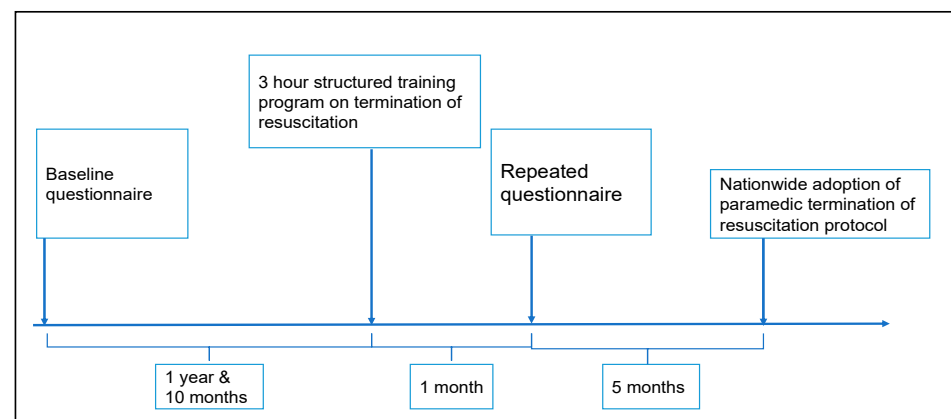 3 hour structured training
program on termination of
resuscitation
Baseline
questionnaire
Repeated
questionnaire
Nationwide adoption of
paramedic termination of
resuscitation protocol
1 year &
10 months
1 month
5 months